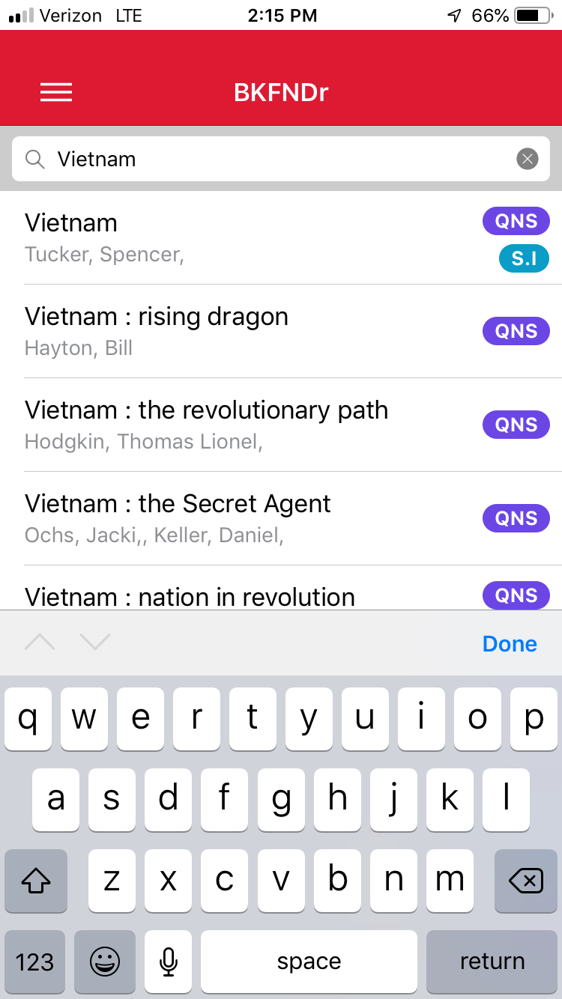 Verizon LTE 2:15 PM 66%
BKFNDr
Vietnam
Vietnam QNS
Tucker, Spencer, S.I
Vietnam : rising dragon QNS
Hayton, Bill
Vietnam : the revolutionary path QNS
Hodgkin, Thomas Lionel,
Vietnam : the Secret Agent QNS
Ochs, Jacki,, Keller, Daniel,
Vietnam : nation in revolution QNS
Done
q w e r t y u i o p
a s d f g h j k l
z x c v b n m
123 space return